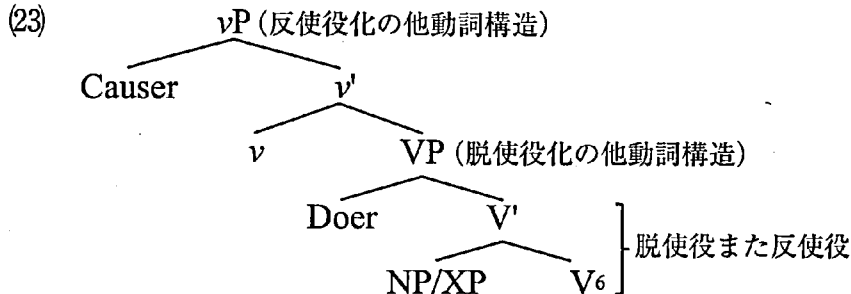 (23) vP (反使役化の他動詞構造)
Causer v'
v VP (脱使役化の他動詞構造)
Doer V'
脱使役また反使役
NP/XP V6